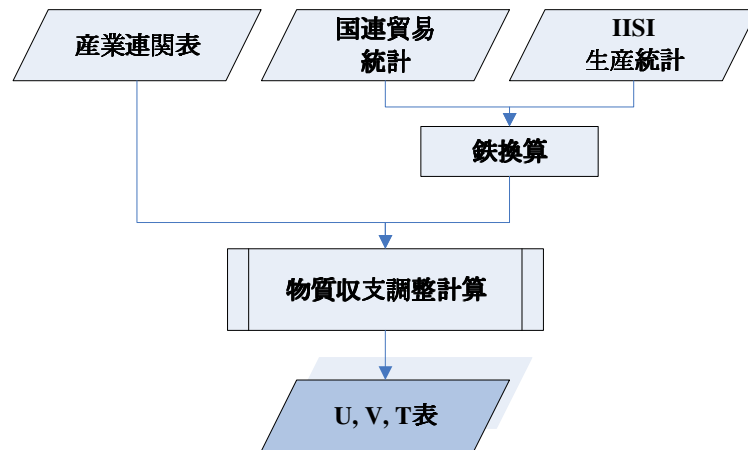 産業連関表
国連貿易
統計
IISI
生産統計
鉄換算
物質収支調整計算
U, V, T表